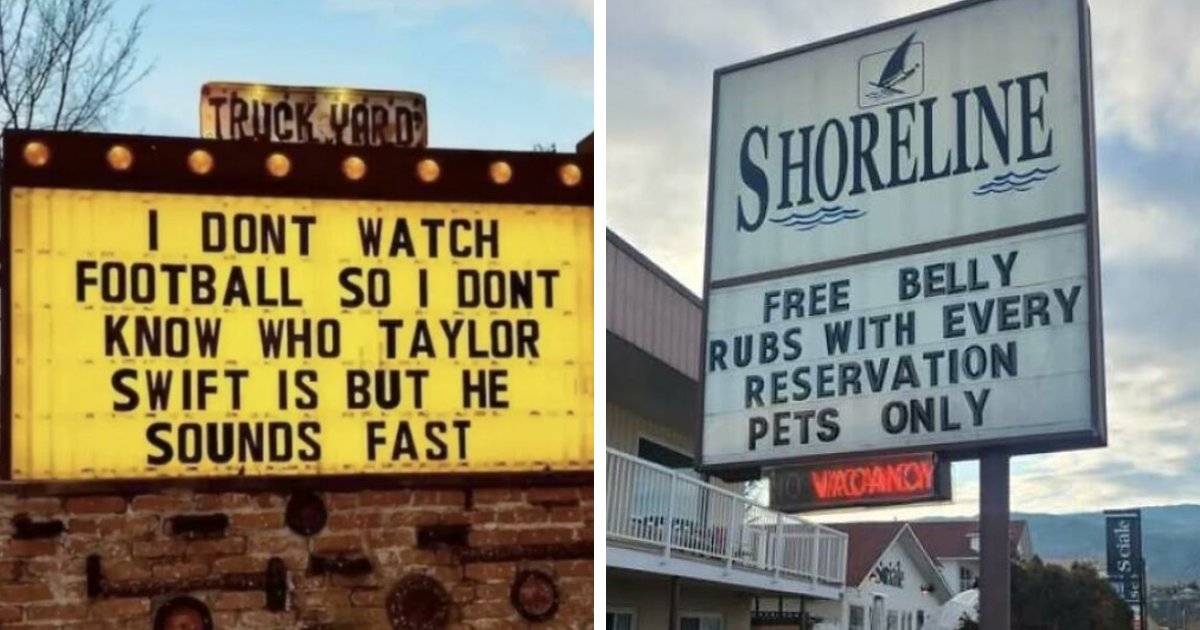 TRUCK YARD
I DONT WATCH
FOOTBALL SO I DONT
KNOW WHO TAYLOR
SWIFT IS BUT HE
SOUNDS FAST
SHORELINE
FREE BELLY
RUBS WITH EVERY
RESERVATION
PETS ONLY
VACANCY
Sciale